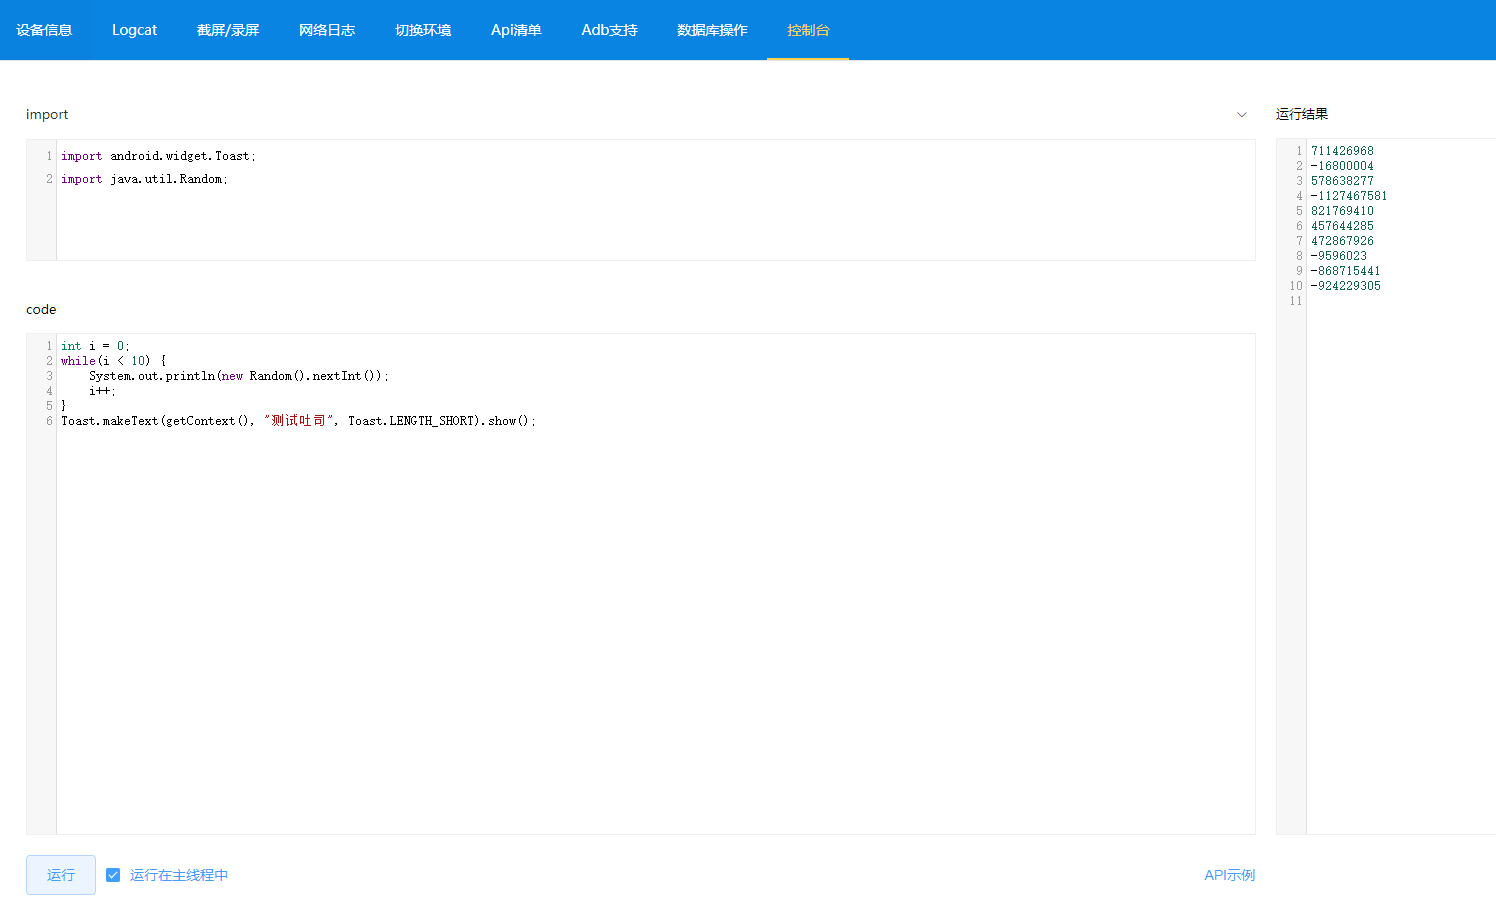 设备信息 Logcat 截屏/录屏 网络日志 切换环境 Api清单 Adb支持 数据库操作 控制台
import
1 import android.widget.Toast;
2 import java.util.Random;
code
1 int i = 0;
2 while(i < 10) {
3     System.out.println(new Random().nextInt());
4     i++;
5 }
6 Toast.makeText(getContext(), "测试吐司", Toast.LENGTH_SHORT).show();
运行 运行在主线程中 API示例
运行结果
1 711426968
2 -16800004
3 578638277
4 -1127467581
5 821769410
6 457644285
7 472867926
8 -9596023
9 -868715441
10 -924229305
11